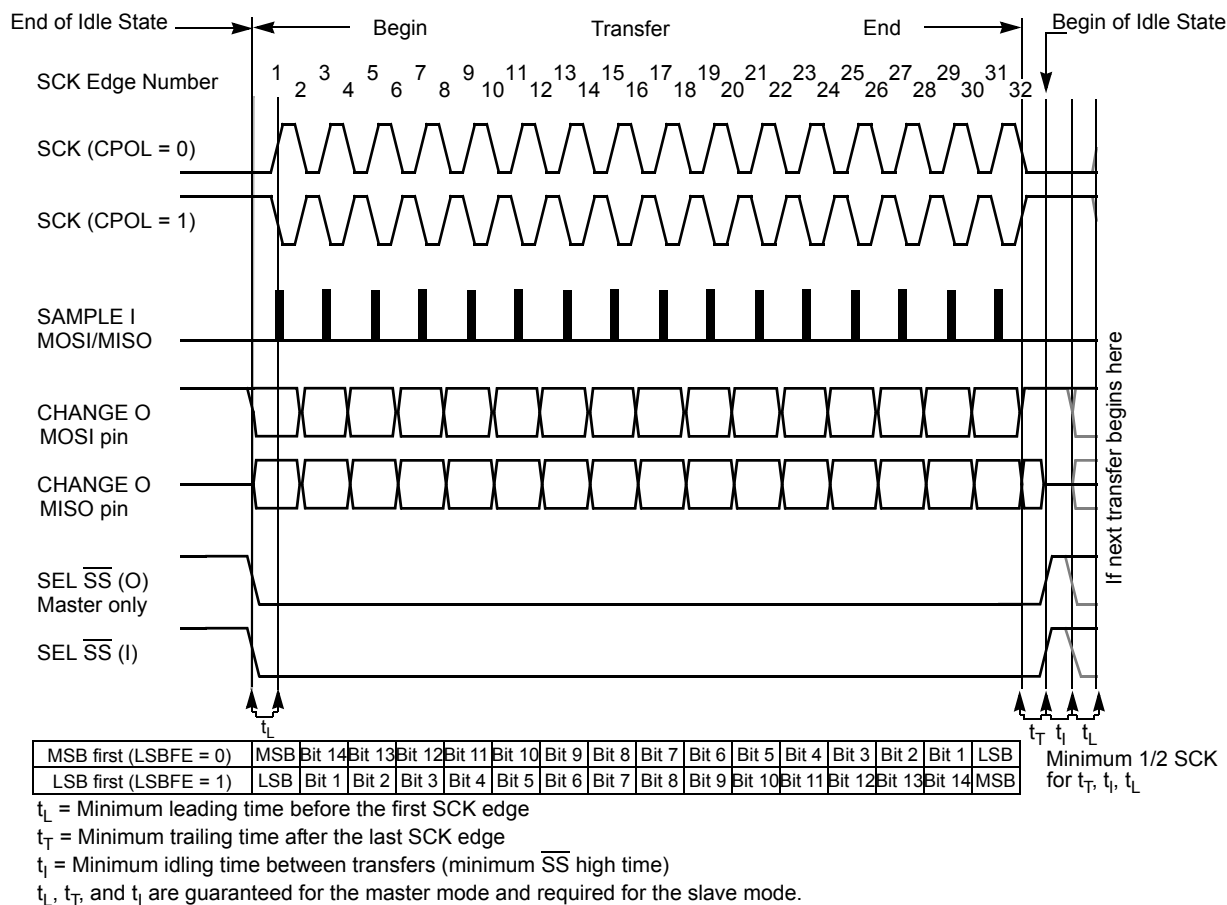 End of Idle State
Begin
Transfer
End
Begin of Idle State
SCK Edge Number
1 3 5 7 9 11 13 15 17 19 21 23 25 27 29 31
2 4 6 8 10 12 14 16 18 20 22 24 26 28 30 32
SCK (CPOL = 0)
SCK (CPOL = 1)
SAMPLE I
MOSI/MISO
CHANGE O
MOSI pin
CHANGE O
MISO pin
SEL S̅S̅ (O)
Master only
SEL S̅S̅ (I)
If next transfer begins here
tL
tT tI tL
MSB first (LSBFE = 0) MSB Bit 14 Bit 13 Bit 12 Bit 11 Bit 10 Bit 9 Bit 8 Bit 7 Bit 6 Bit 5 Bit 4 Bit 3 Bit 2 Bit 1 LSB
LSB first (LSBFE = 1) LSB Bit 1 Bit 2 Bit 3 Bit 4 Bit 5 Bit 6 Bit 7 Bit 8 Bit 9 Bit 10 Bit 11 Bit 12 Bit 13 Bit 14 MSB
Minimum 1/2 SCK
for tT, tI, tL
tL = Minimum leading time before the first SCK edge
tT = Minimum trailing time after the last SCK edge
tI = Minimum idling time between transfers (minimum S̅S̅ high time)
tL, tT, and tI are guaranteed for the master mode and required for the slave mode.